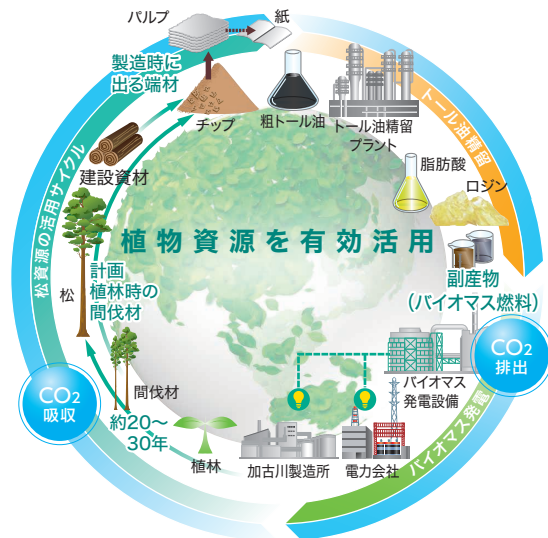 パルプ
紙
製造時に
出る端材
チップ
粗トール油
トール油精留
プラント
トール油精留
脂肪酸
ロジン
建設資材
松資源の活用サイクル
植物資源を有効活用
松
計画
植林時の
間伐材
副産物
(バイオマス燃料)
CO2
排出
バイオマス
発電設備
バイオマス発電
CO2
吸収
間伐材
約20〜
30年
植林
加古川製造所
電力会社